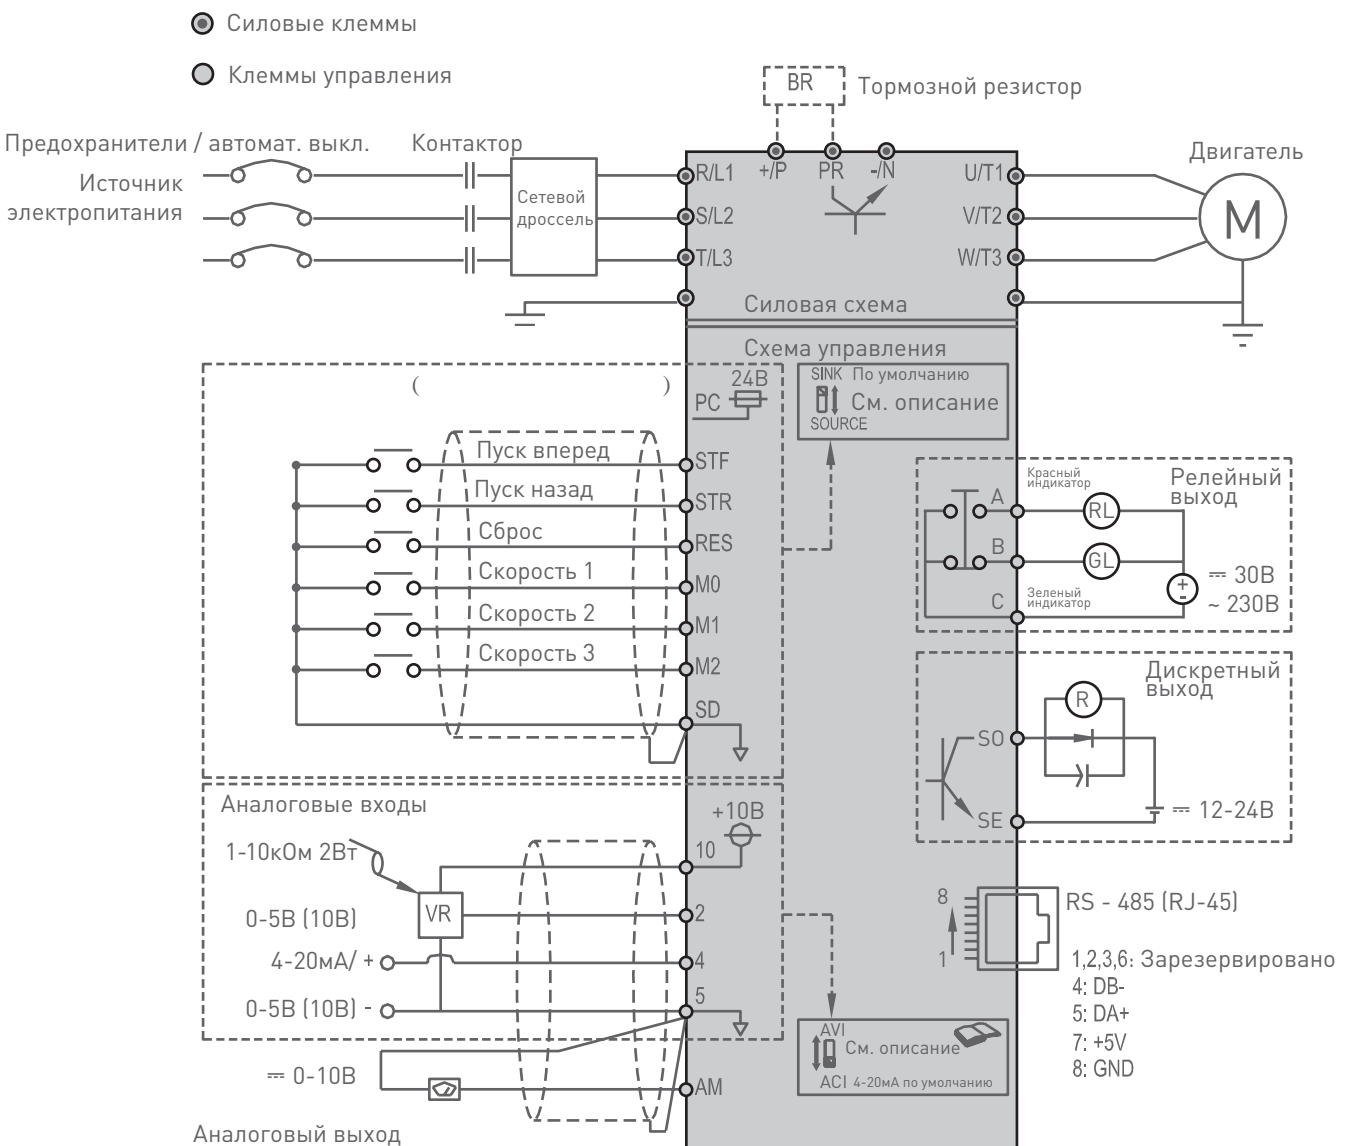 Силовые клеммы
Клеммы управления
BR
Тормозной резистор
Предохранители / автомат. выкл.
Контактор
Двигатель
Источник
электропитания
Сетевой
дроссель
R/L1
+/P
PR
-/N
U/T1
S/L2
V/T2
M
T/L3
W/T3
Силовая схема
Схема управления
( )
24В
PC
SINK По умолчанию
См. описание
SOURCE
Пуск вперед
STF
Пуск назад
STR
Сброс
RES
Скорость 1
M0
Скорость 2
M1
Скорость 3
M2
SD
Красный
индикатор
Релейный
выход
A
RL
B
GL
C
Зеленый
индикатор
+
-
⎓ 30В
~ 230В
Дискретный
выход
R
SO
SE
⎓ 12-24В
Аналоговые входы
+10В
1-10кОм 2Вт
10
VR
0-5В (10В)
2
4-20мА/ +
4
0-5В (10В) -
5
⎓ 0-10В
AM
Аналоговый выход
8
1
RS - 485 (RJ-45)
1,2,3,6: Зарезервировано
4: DB-
5: DA+
7: +5V
8: GND
AVI
См. описание
ACI 4-20мА по умолчанию